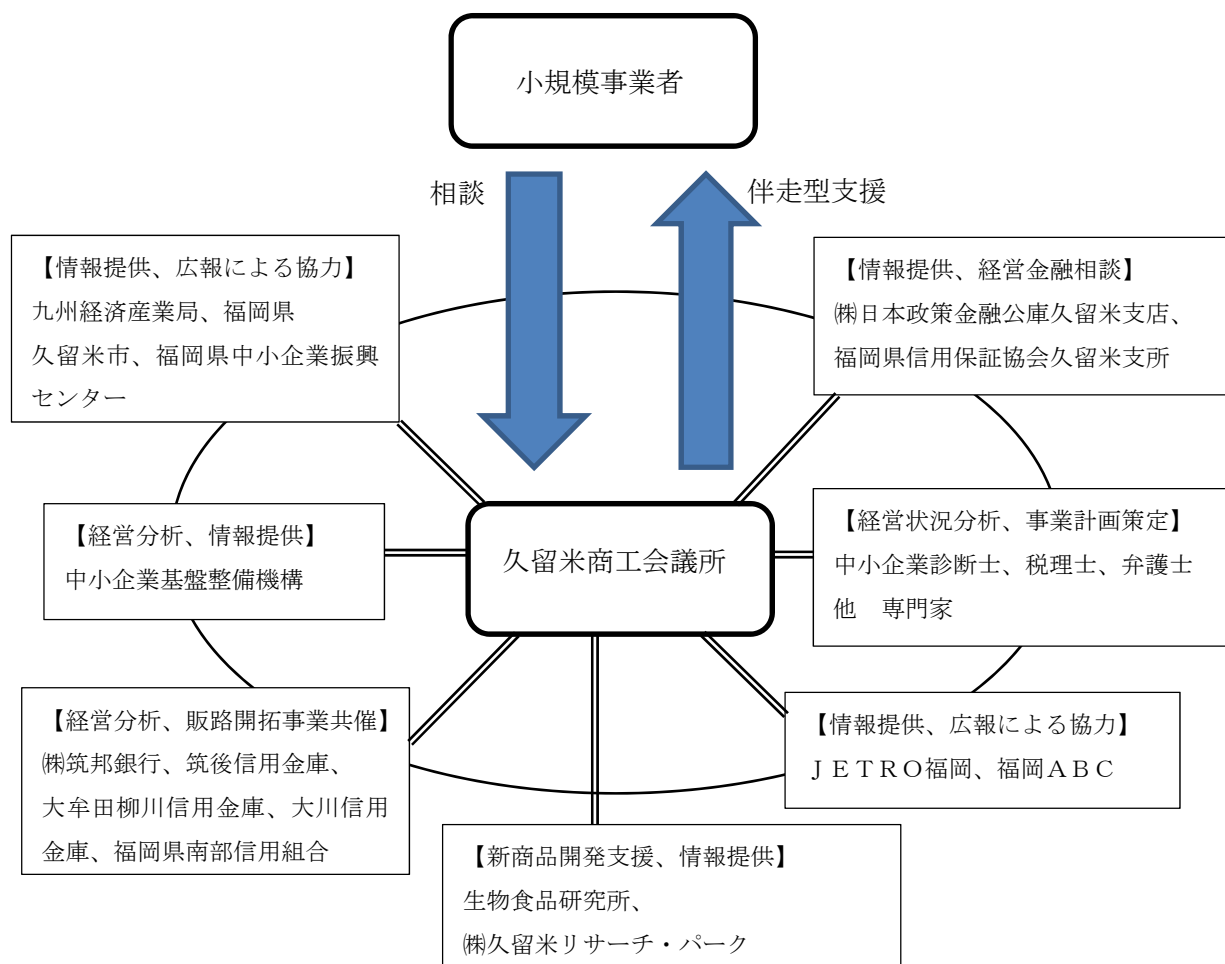 小規模事業者
相談
伴走型支援
【情報提供、広報による協力】
九州経済産業局、福岡県
久留米市、福岡県中小企業振興
センター
【情報提供、経営金融相談】
㈱日本政策金融公庫久留米支店、
福岡県信用保証協会久留米支所
【経営分析、情報提供】
中小企業基盤整備機構
久留米商工会議所
【経営状況分析、事業計画策定】
中小企業診断士、税理士、弁護士
他　専門家
【経営分析、販路開拓事業共催】
㈱筑邦銀行、筑後信用金庫、
大牟田柳川信用金庫、大川信用
金庫、福岡県南部信用組合
【情報提供、広報による協力】
ＪＥＴＲＯ福岡、福岡ＡＢＣ
【新商品開発支援、情報提供】
生物食品研究所、
㈱久留米リサーチ・パーク